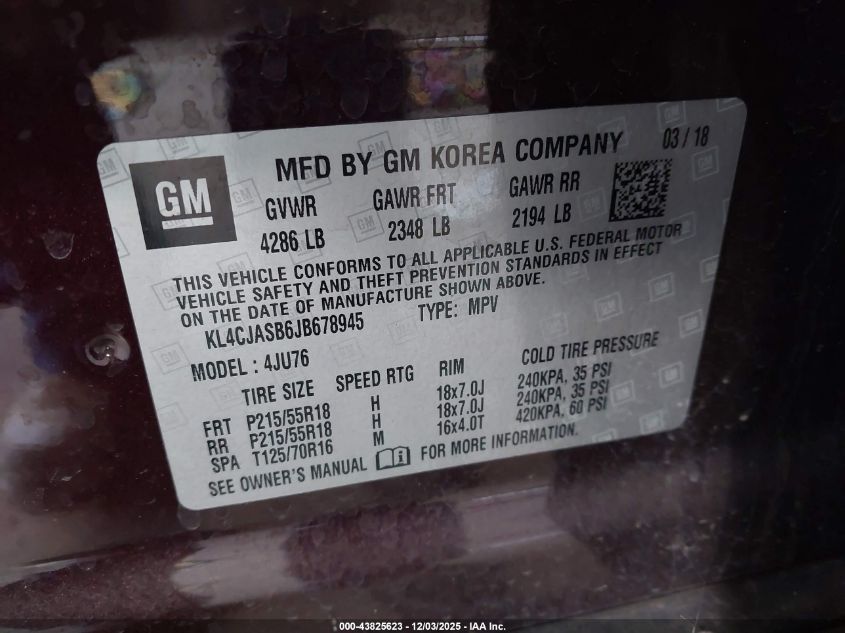 GM
MFD BY GM KOREA COMPANY 03 / 18
GVWR GAWR FRT GAWR RR
4286 LB 2348 LB 2194 LB
THIS VEHICLE CONFORMS TO ALL APPLICABLE U.S. FEDERAL MOTOR
VEHICLE SAFETY AND THEFT PREVENTION STANDARDS IN EFFECT
ON THE DATE OF MANUFACTURE SHOWN ABOVE.
KL4CJASB6JB678945 TYPE: MPV
MODEL : 4JU76
TIRE SIZE SPEED RTG RIM COLD TIRE PRESSURE
FRT P215/55R18 H 18x7.0J 240KPA, 35 PSI
RR P215/55R18 H 18x7.0J 240KPA, 35 PSI
SPA T125/70R16 M 16x4.0T 420KPA, 60 PSI
SEE OWNER'S MANUAL FOR MORE INFORMATION.
000-43825623 - 12/03/2025 - IAA Inc.